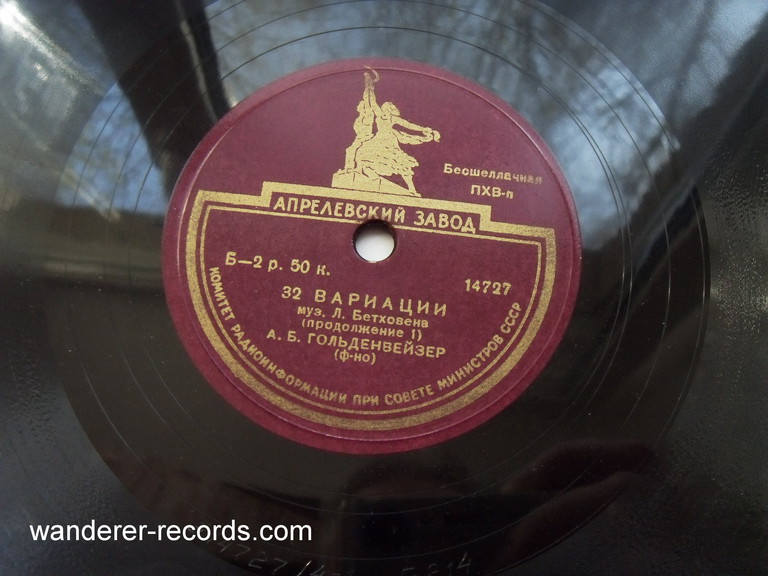 Бесшеллачная
ПХВ-п
АПРЕЛЕВСКИЙ ЗАВОД
Б—2 р. 50 к.
14727
32 ВАРИАЦИИ
муз. Л. Бетховена
(продолжение 1)
А. Б. ГОЛЬДЕНВЕЙЗЕР
(ф-но)
КОМИТЕТ РАДИОИНФОРМАЦИИ ПРИ СОВЕТЕ МИНИСТРОВ СССР
wanderer-records.com